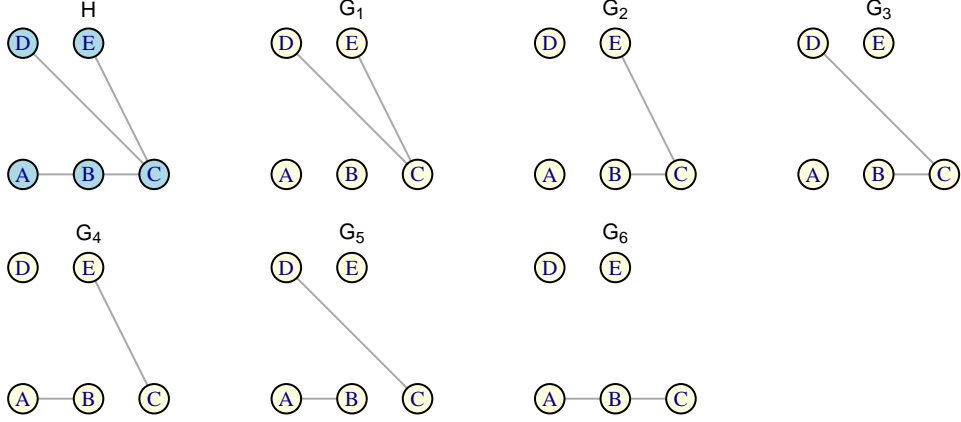 H G₁ G₂ G₃
D E D E D E D E
A B C A B C A B C A B C
G₄ G₅ G₆
D E D E D E
A B C A B C A B C